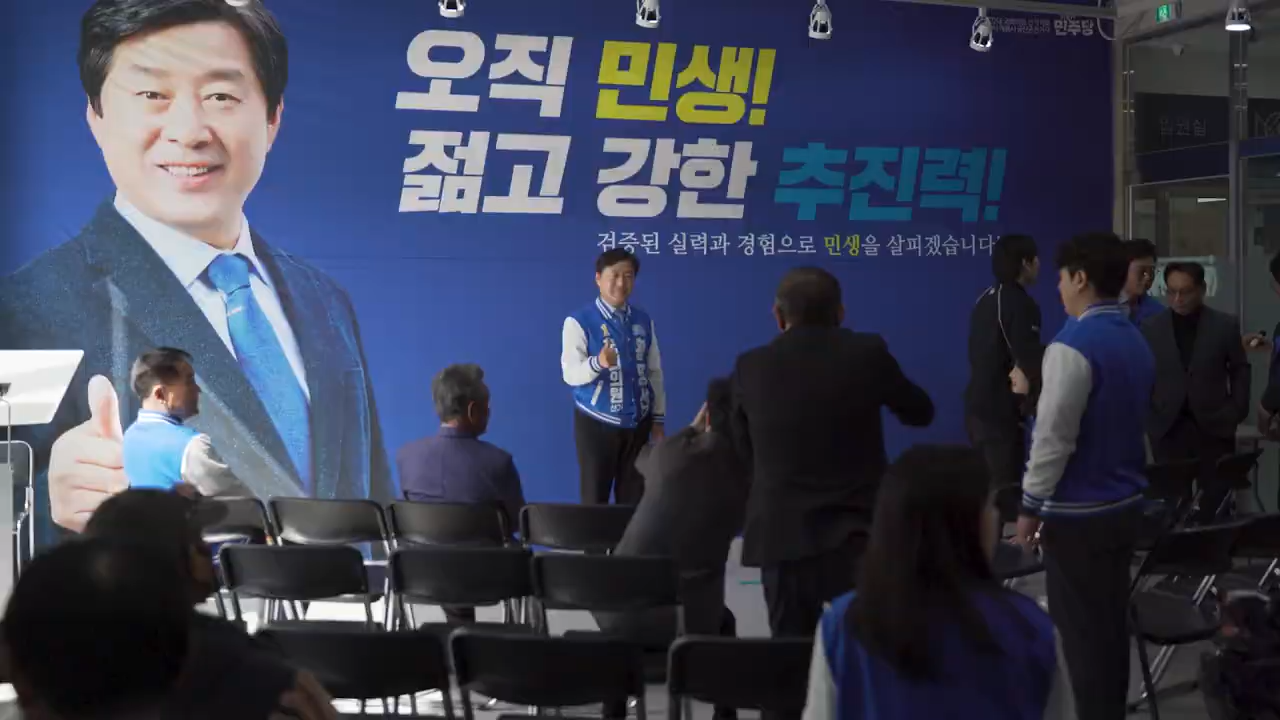 민주당
오직 민생!
젊고 강한 추진력!
검증된 실력과 경험으로 민생을 살피겠습니다!